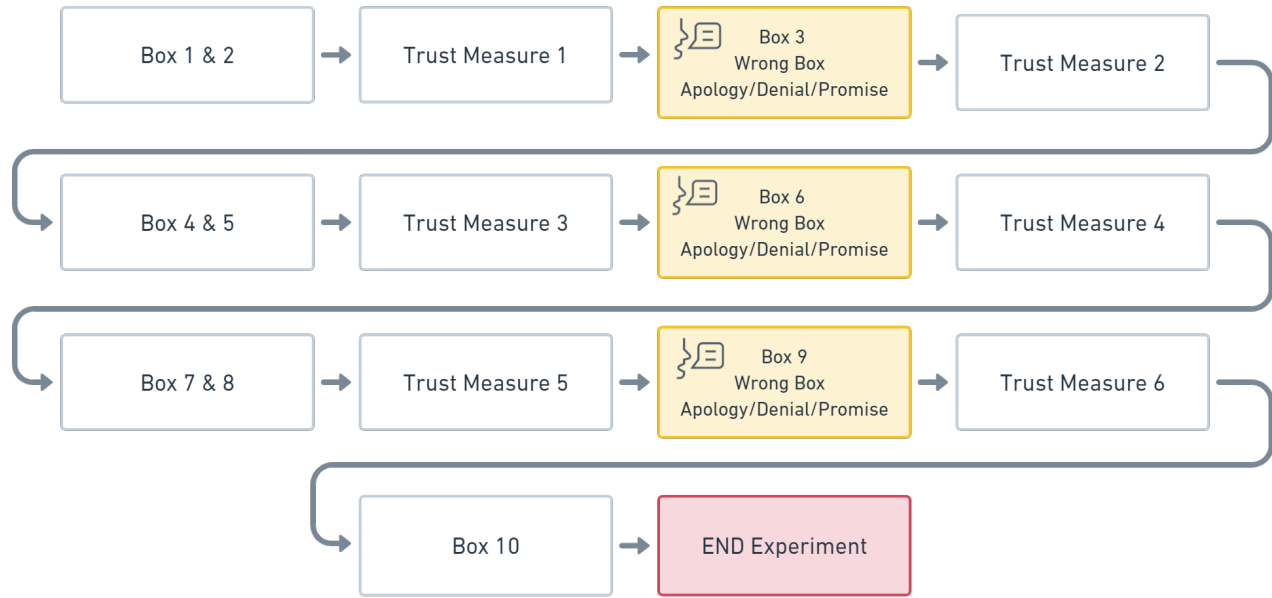 Box 1 & 2
Trust Measure 1
Box 3
Wrong Box
Apology/Denial/Promise
Trust Measure 2
Box 4 & 5
Trust Measure 3
Box 6
Wrong Box
Apology/Denial/Promise
Trust Measure 4
Box 7 & 8
Trust Measure 5
Box 9
Wrong Box
Apology/Denial/Promise
Trust Measure 6
Box 10
END Experiment